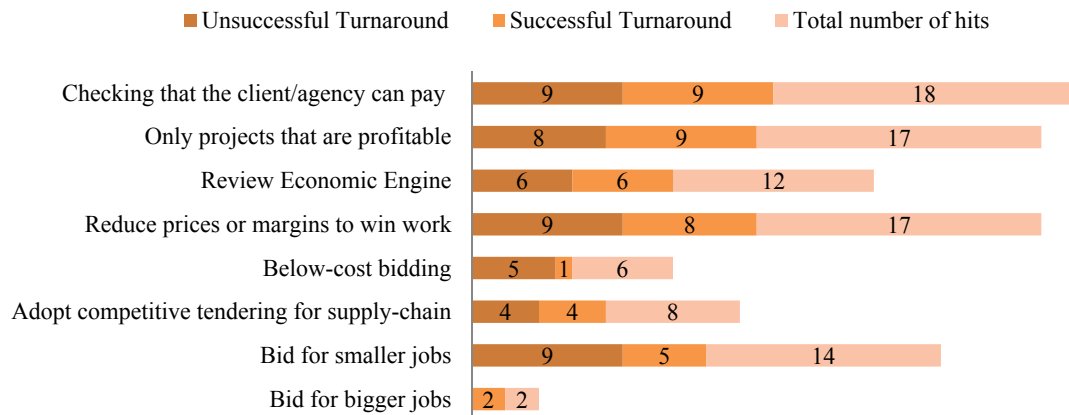 Unsuccessful Turnaround Successful Turnaround Total number of hits
Checking that the client/agency can pay 9 9 18
Only projects that are profitable 8 9 17
Review Economic Engine 6 6 12
Reduce prices or margins to win work 9 8 17
Below-cost bidding 5 1 6
Adopt competitive tendering for supply-chain 4 4 8
Bid for smaller jobs 9 5 14
Bid for bigger jobs 2 2